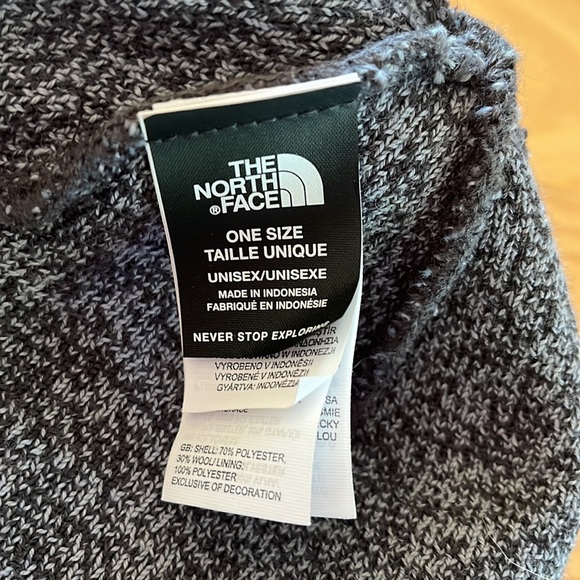 THE
NORTH
® FACE
ONE SIZE
TAILLE UNIQUE
UNISEX/UNISEXE
MADE IN INDONESIA
FABRIQUÉ EN INDONÉSIE
NEVER STOP EXPLORING
W INDONEZJI
VYROBENO V INDONÉSII
VYROBENÉ V INDONÉZII
GYÁRTVA: INDONÉZIA
GB: SHELL: 70% POLYESTER,
30% WOOL/ LINING:
100% POLYESTER
EXCLUSIVE OF DECORATION